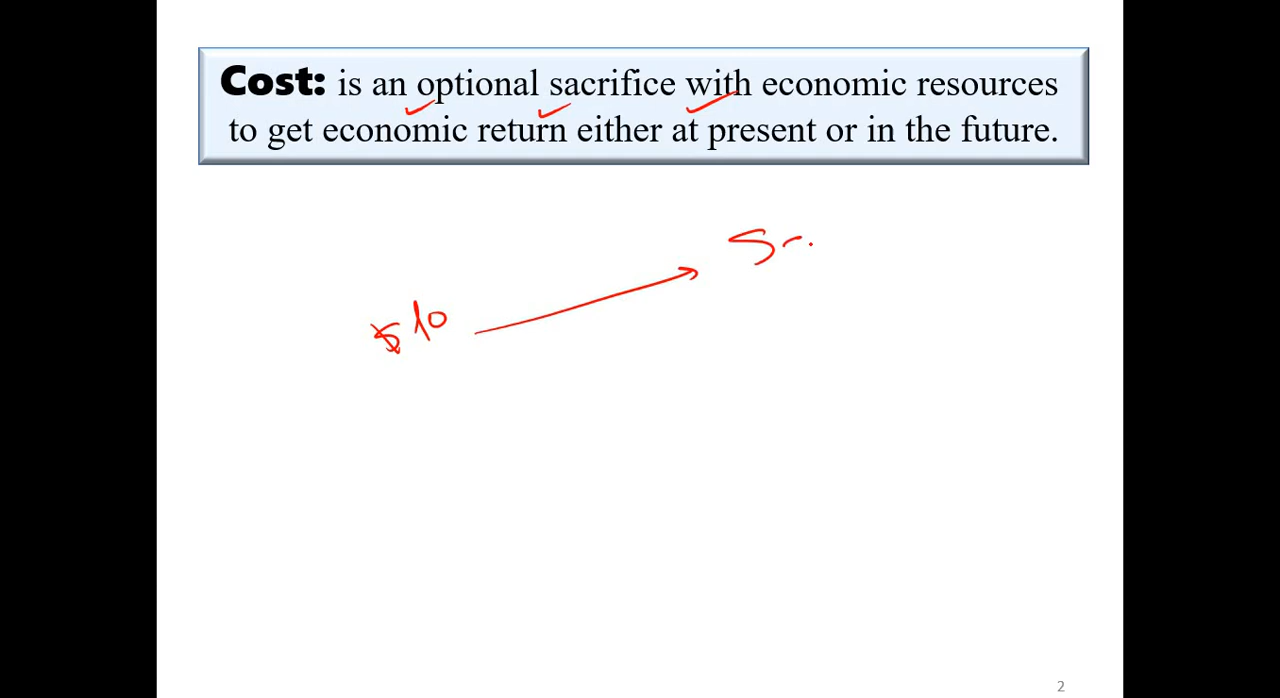 Cost: is an optional sacrifice with economic resources
to get economic return either at present or in the future.
$10
2